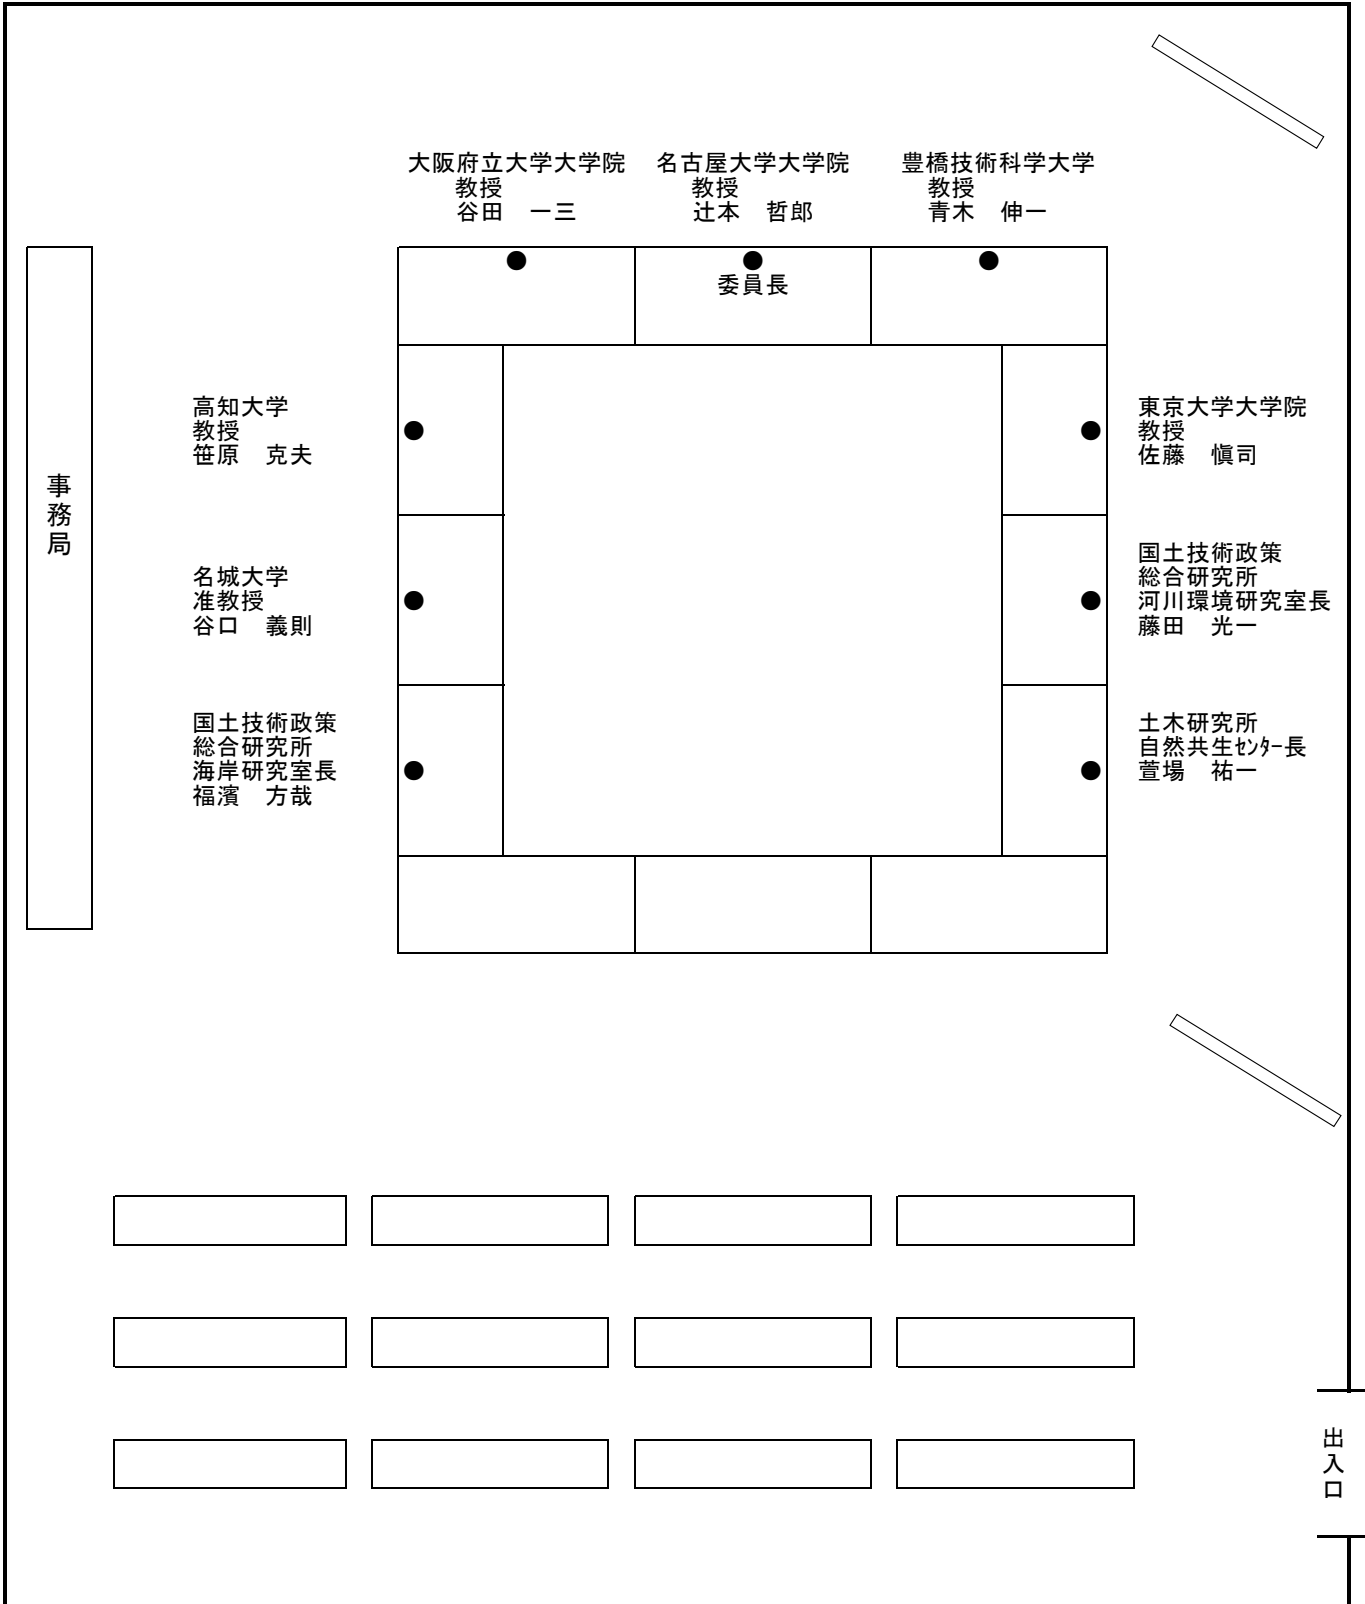 大阪府立大学大学院
教授
谷田　一三
名古屋大学大学院
教授
辻本　哲郎
豊橋技術科学大学
教授
青木　伸一
委員長
高知大学
教授
笹原　克夫
東京大学大学院
教授
佐藤　愼司
事務局
名城大学
准教授
谷口　義則
国土技術政策
総合研究所
河川環境研究室長
藤田　光一
国土技術政策
総合研究所
海岸研究室長
福濱　方哉
土木研究所
自然共生ｾﾝﾀｰ長
萱場　祐一
出入口